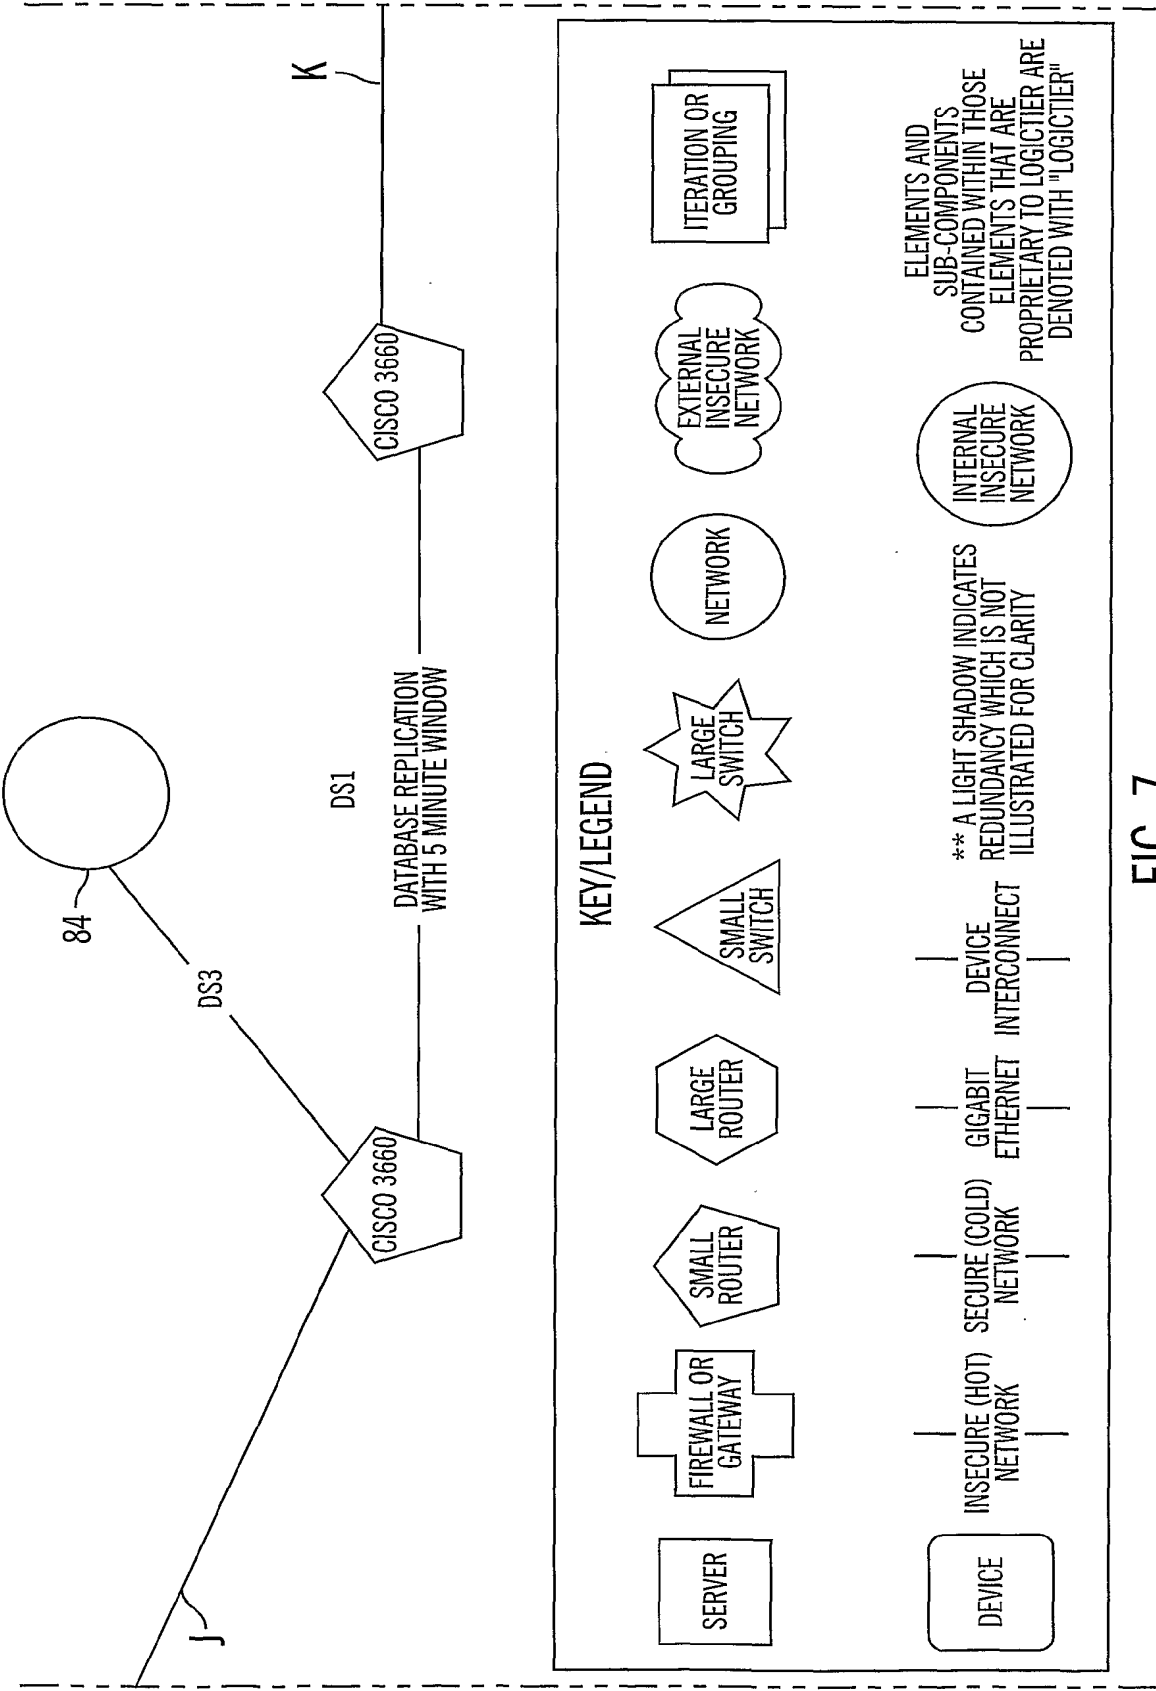 84
DS3
DS1
K
J
CISCO 3660
DATABASE REPLICATION
WITH 5 MINUTE WINDOW
CISCO 3660
KEY/LEGEND
SERVER
FIREWALL OR
GATEWAY
SMALL
ROUTER
LARGE
ROUTER
SMALL
SWITCH
LARGE
SWITCH
NETWORK
EXTERNAL
INSECURE
NETWORK
ITERATION OR
GROUPING
DEVICE
INSECURE (HOT)
NETWORK
SECURE (COLD)
NETWORK
GIGABIT
ETHERNET
DEVICE
INTERCONNECT
** A LIGHT SHADOW INDICATES
REDUNDANCY WHICH IS NOT
ILLUSTRATED FOR CLARITY
INTERNAL
INSECURE
NETWORK
ELEMENTS AND
SUB-COMPONENTS
CONTAINED WITHIN THOSE
ELEMENTS THAT ARE
PROPRIETARY TO LOGICTIER ARE
DENOTED WITH "LOGICTIER"
FIG. 7